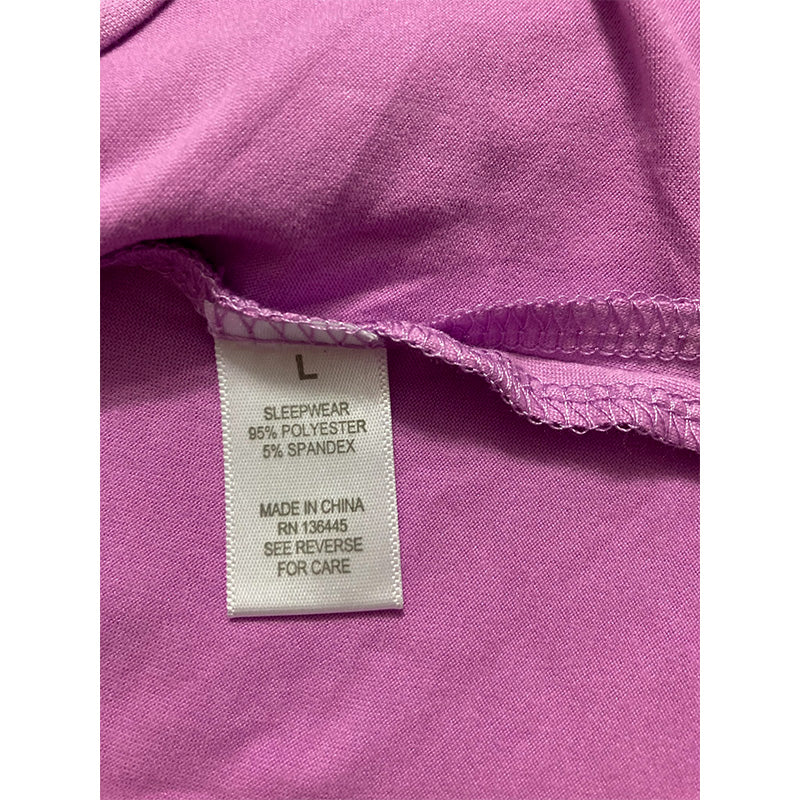 L
SLEEPWEAR
95% POLYESTER
5% SPANDEX
MADE IN CHINA
RN 136445
SEE REVERSE
FOR CARE